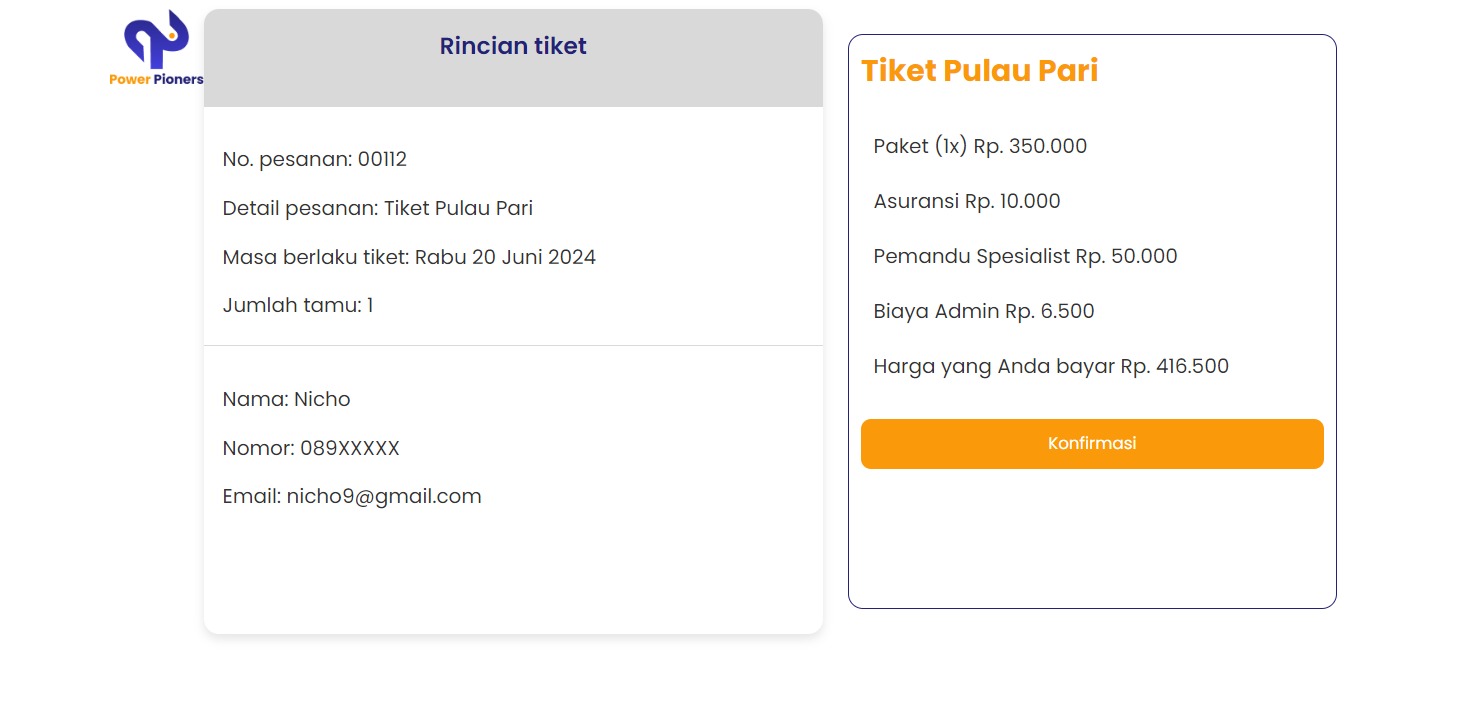 Power Pioners
Rincian tiket
No. pesanan: 00112
Detail pesanan: Tiket Pulau Pari
Masa berlaku tiket: Rabu 20 Juni 2024
Jumlah tamu: 1
Nama: Nicho
Nomor: 089XXXXX
Email: nicho9@gmail.com
Tiket Pulau Pari
Paket (1x) Rp. 350.000
Asuransi Rp. 10.000
Pemandu Spesialist Rp. 50.000
Biaya Admin Rp. 6.500
Harga yang Anda bayar Rp. 416.500
Konfirmasi